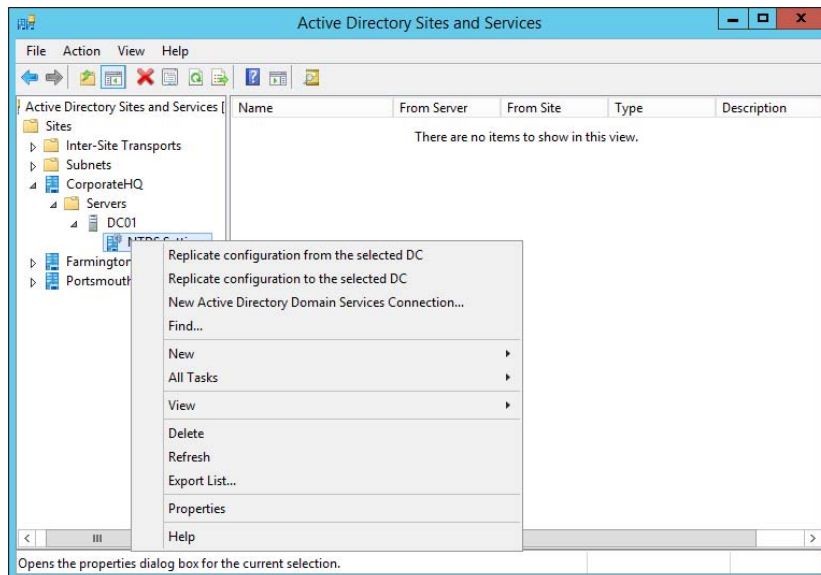 Active Directory Sites and Services
File Action View Help
Active Directory Sites and Services [
Name From Server From Site Type Description
There are no items to show in this view.
Sites
Inter-Site Transports
Subnets
CorporateHQ
Servers
DC01
Farmington
Portsmouth
Replicate configuration from the selected DC
Replicate configuration to the selected DC
New Active Directory Domain Services Connection...
Find...
New
All Tasks
View
Delete
Refresh
Export List...
Properties
Help
Opens the properties dialog box for the current selection.